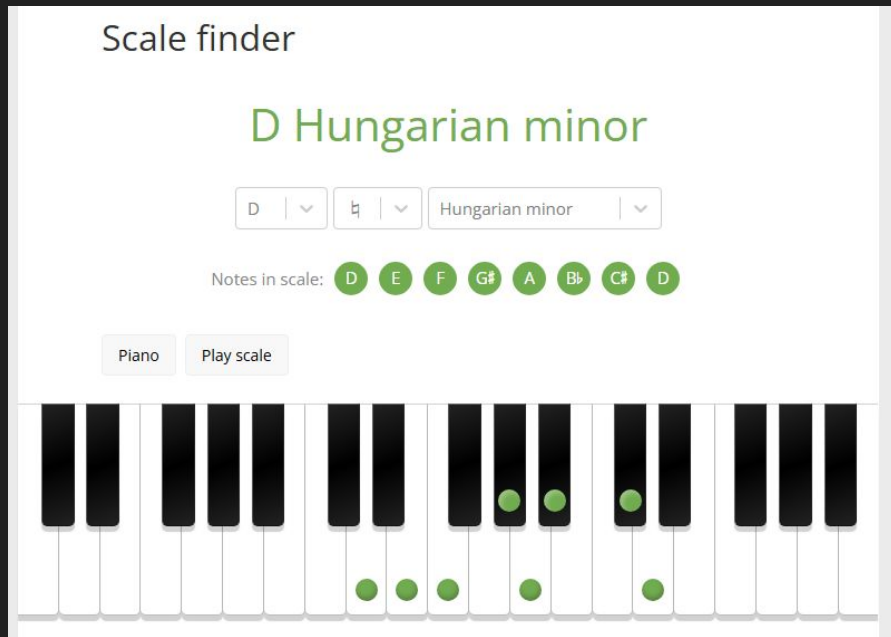 Scale finder
D Hungarian minor
D ♮ Hungarian minor
Notes in scale: D E F G♯ A B♭ C♯ D
Piano Play scale